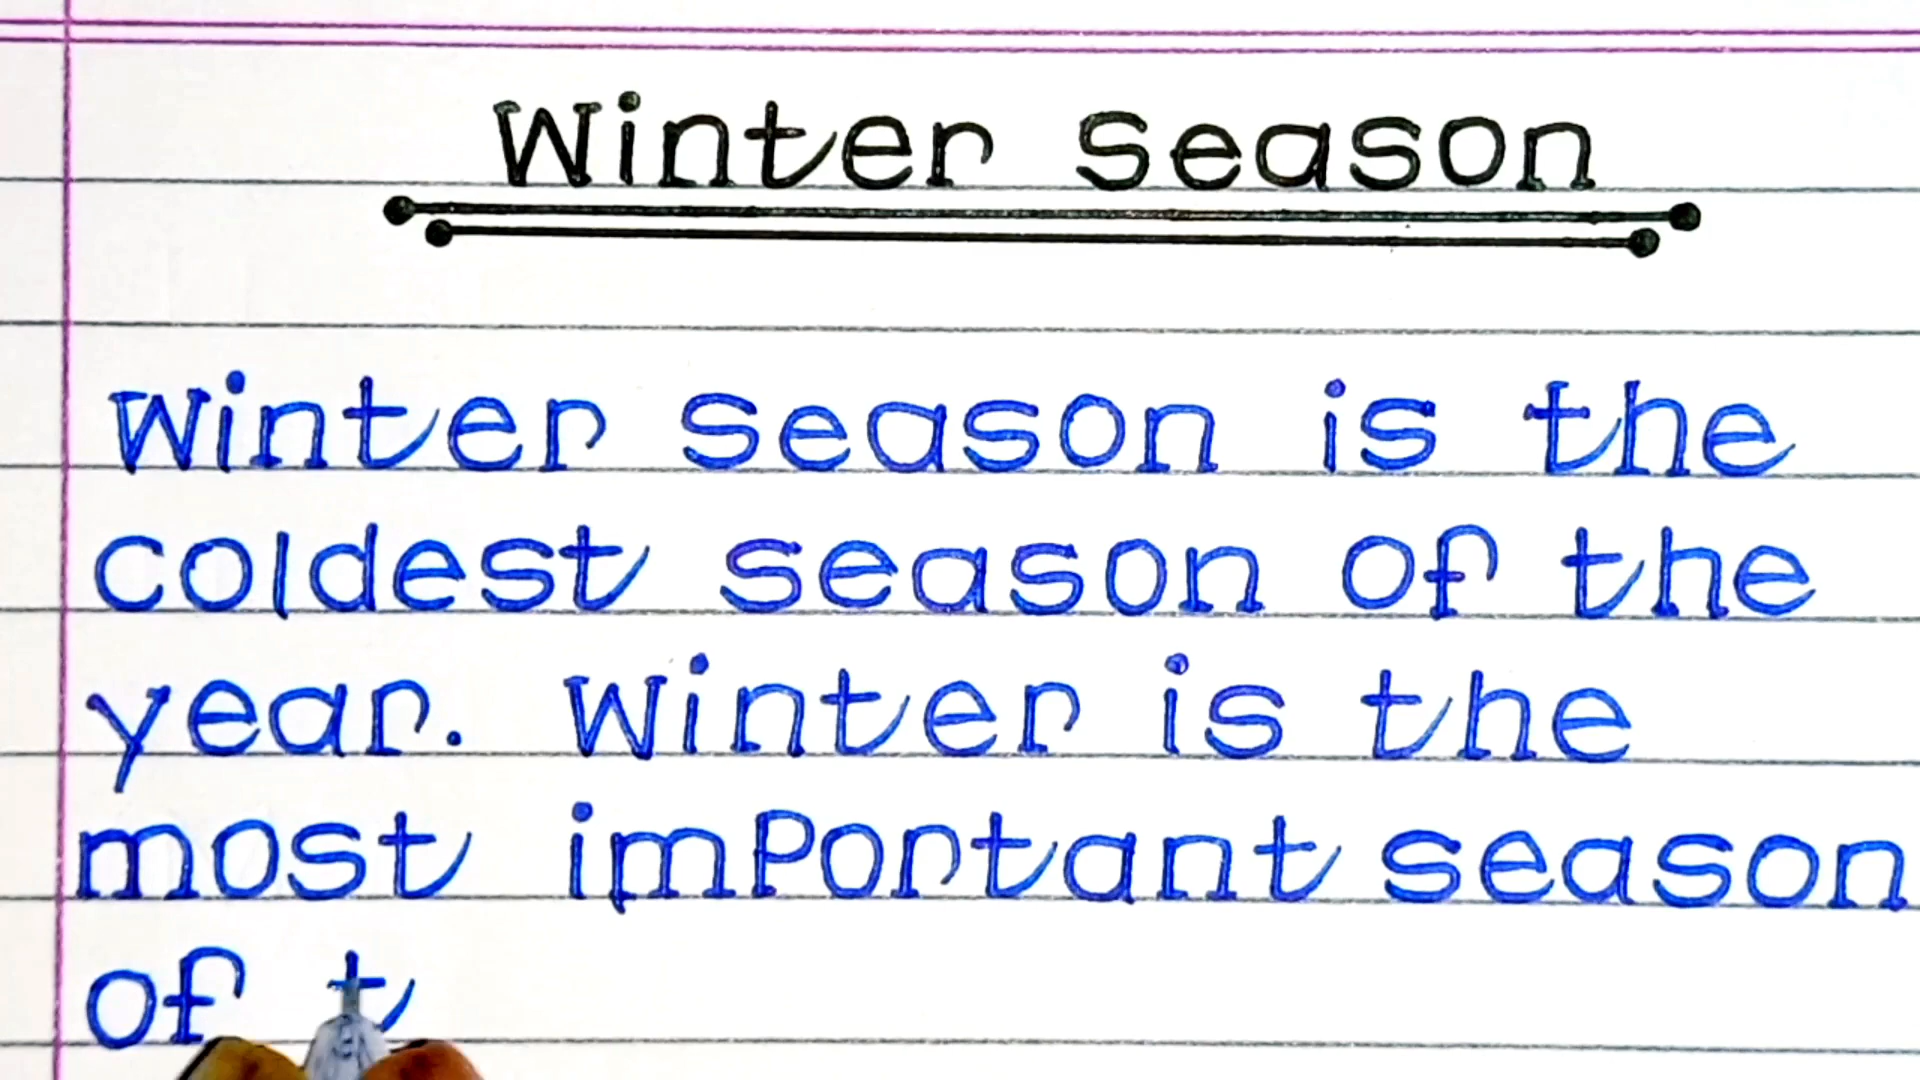 Winter season
Winter season is the
coldest season of the
year. Winter is the
most imPortant season
of t